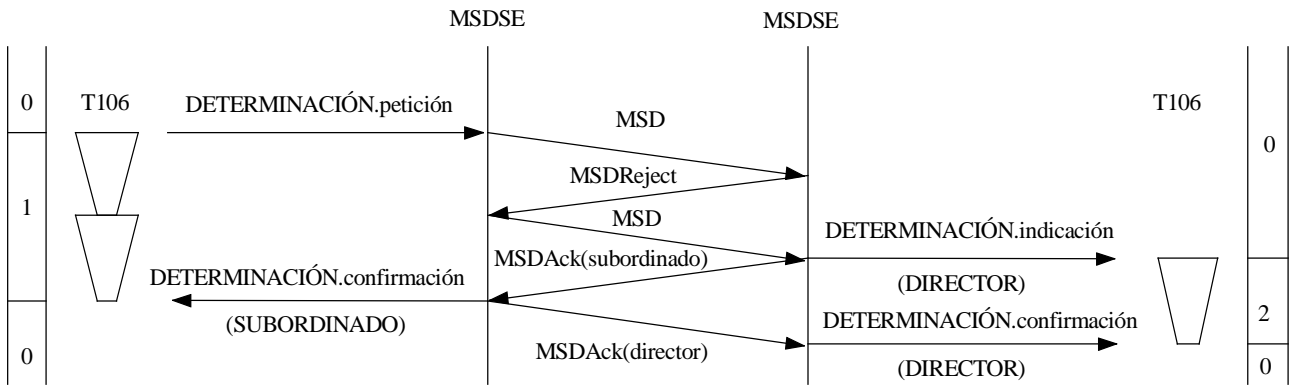 MSDSE MSDSE
0 T106 DETERMINACIÓN.petición T106
MSD
0
MSDReject
1 MSD
DETERMINACIÓN.indicación
MSDAck(subordinado)
DETERMINACIÓN.confirmación
(DIRECTOR)
(SUBORDINADO) DETERMINACIÓN.confirmación 2
0 MSDAck(director)
(DIRECTOR) 0